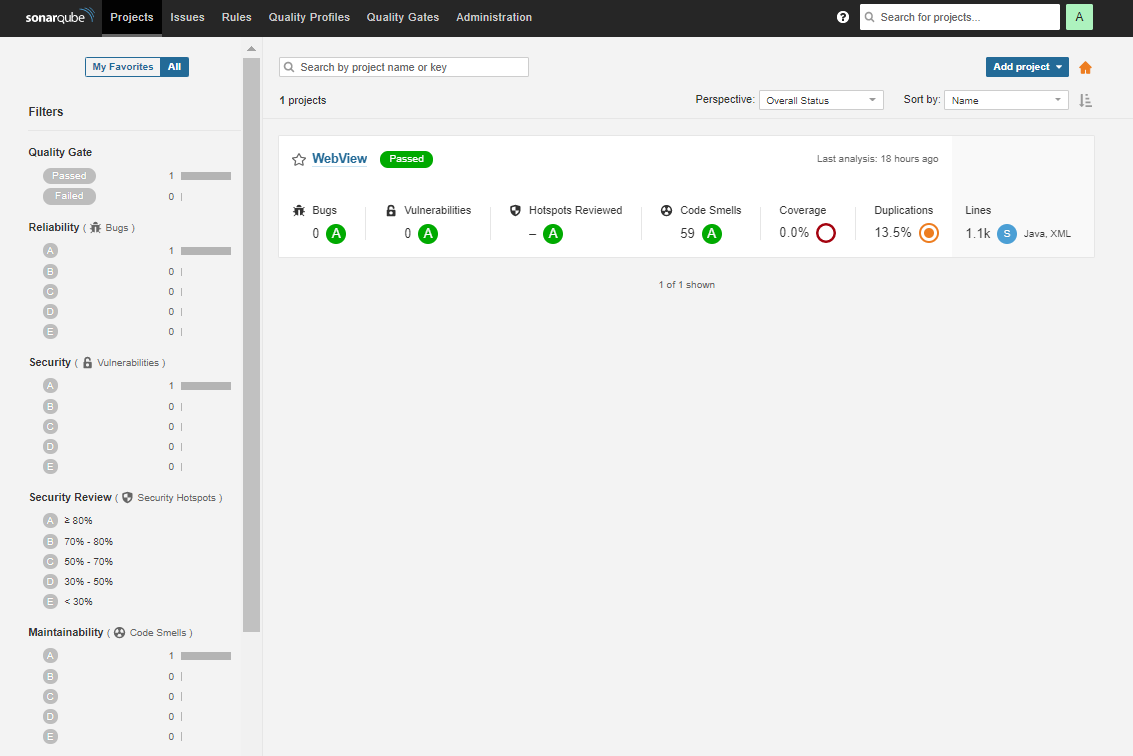 sonarqube Projects Issues Rules Quality Profiles Quality Gates Administration ? Search for projects... A
My Favorites All
Search by project name or key
Add project
1 projects
Perspective: Overall Status
Sort by: Name
Filters
Quality Gate
Passed 1
Failed 0
Reliability ( Bugs )
A 1
B 0
C 0
D 0
E 0
Security ( Vulnerabilities )
A 1
B 0
C 0
D 0
E 0
Security Review ( Security Hotspots )
A ≥ 80%
B 70% - 80%
C 50% - 70%
D 30% - 50%
E < 30%
Maintainability ( Code Smells )
A 1
B 0
C 0
D 0
E 0
WebView Passed Last analysis: 18 hours ago
Bugs Vulnerabilities Hotspots Reviewed Code Smells Coverage Duplications Lines
0 A 0 A – A 59 A 0.0% 13.5% 1.1k S Java, XML
1 of 1 shown